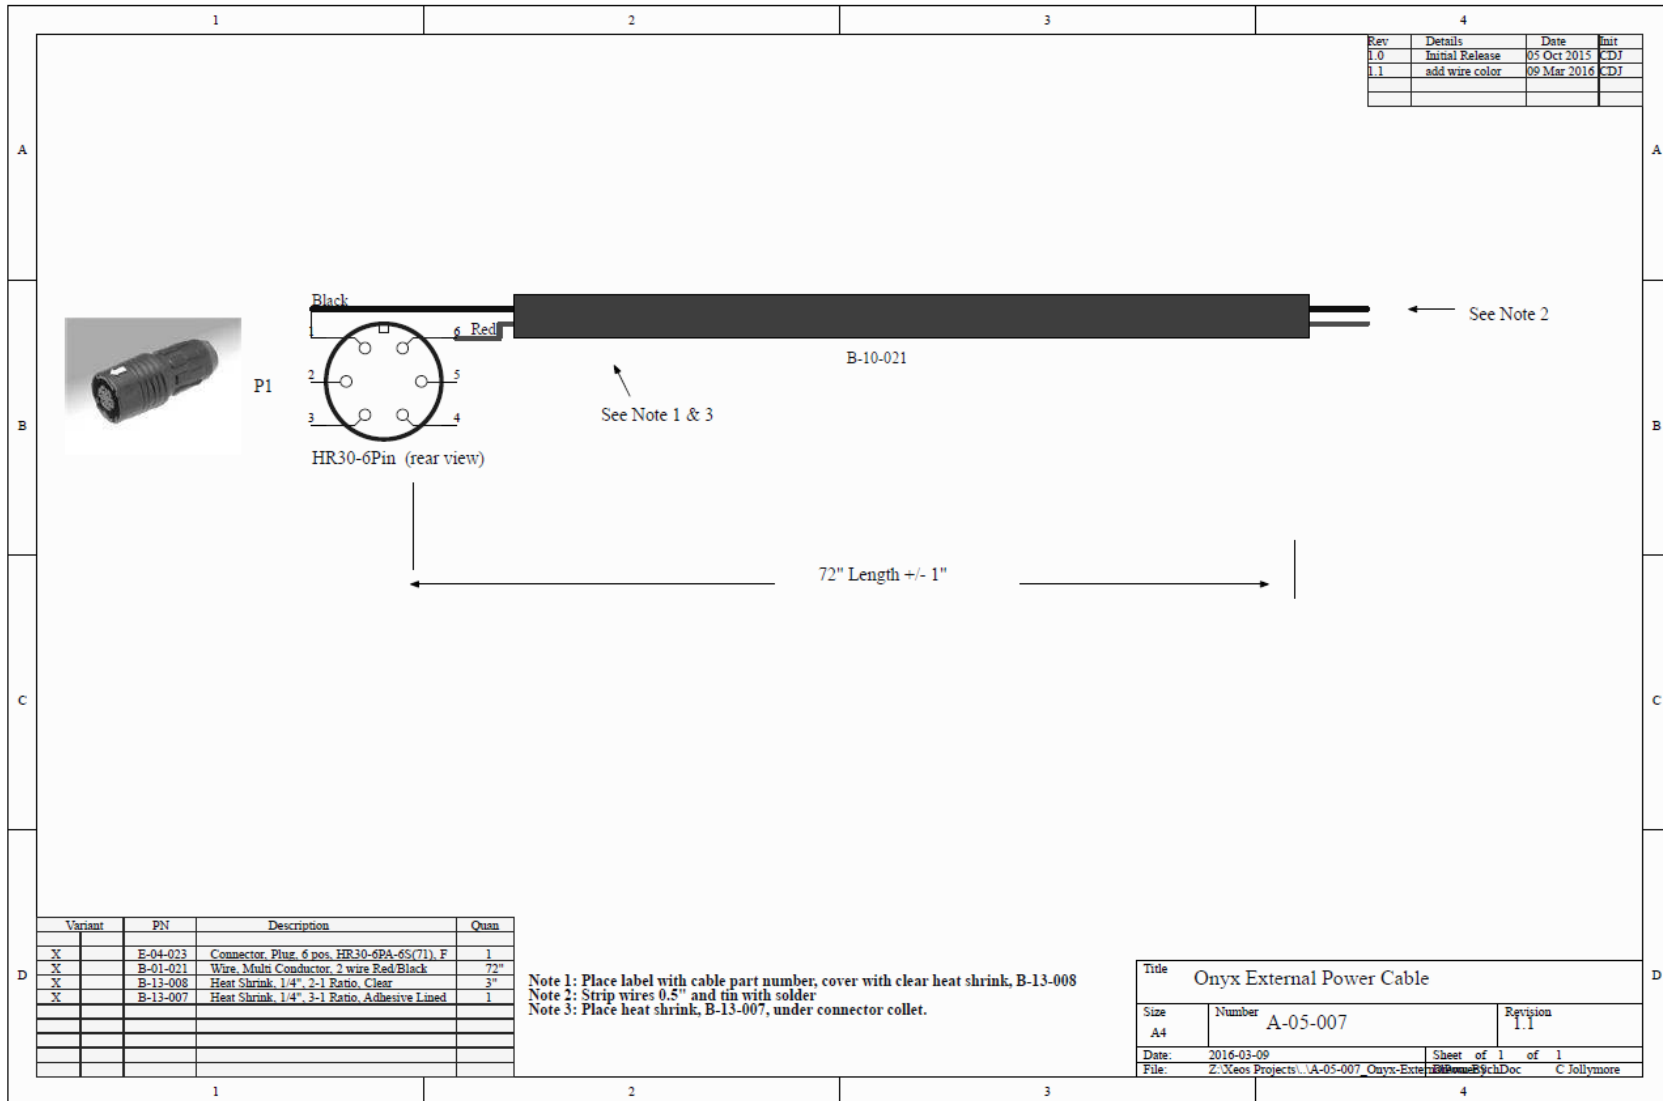 1 2 3 4
Rev Details Date Init
1.0 Initial Release 05 Oct 2015 CDJ
1.1 add wire color 09 Mar 2016 CDJ
A A
Black
1 6 Red
See Note 2
B-10-021
P1
2 5
See Note 1 & 3
3 4
B B
HR30-6Pin (rear view)
72" Length +/- 1"
C C
Variant PN Description Quan
X E-04-023 Connector, Plug, 6 pos, HR30-6PA-6S(71), F 1
X B-01-021 Wire, Multi Conductor, 2 wire Red/Black 72"
X B-13-008 Heat Shrink, 1/4", 2-1 Ratio, Clear 3"
X B-13-007 Heat Shrink, 1/4", 3-1 Ratio, Adhesive Lined 1
D D
Note 1: Place label with cable part number, cover with clear heat shrink, B-13-008
Note 2: Strip wires 0.5" and tin with solder
Note 3: Place heat shrink, B-13-007, under connector collet.
Title Onyx External Power Cable
Size Number Revision
A4 A-05-007 1.1
Date: 2016-03-09 Sheet of 1 of 1
File: Z:\Xeos Projects\..\A-05-007_Onyx-External C Jollymore
1 2 3 4